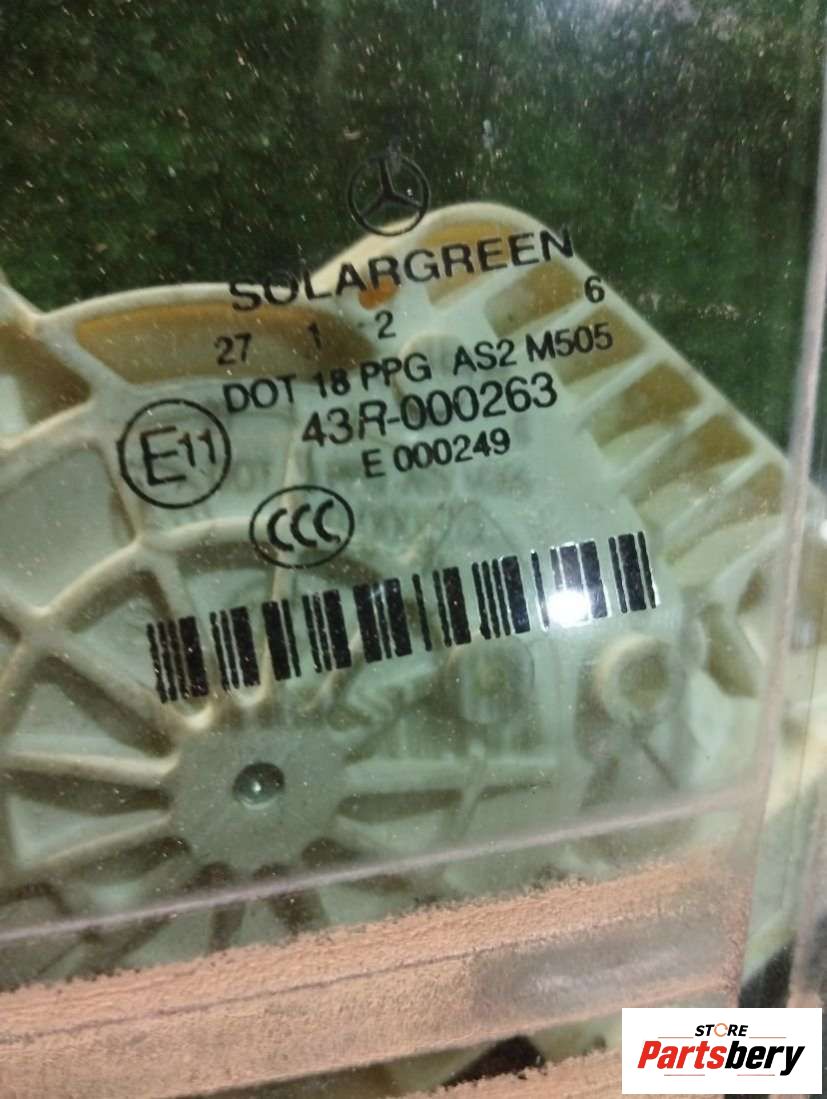 SOLARGREEN
27 1 2 6
DOT 18 PPG AS2 M505
43R-000263
E11
E 000249
CCC
STORE
Partsbery